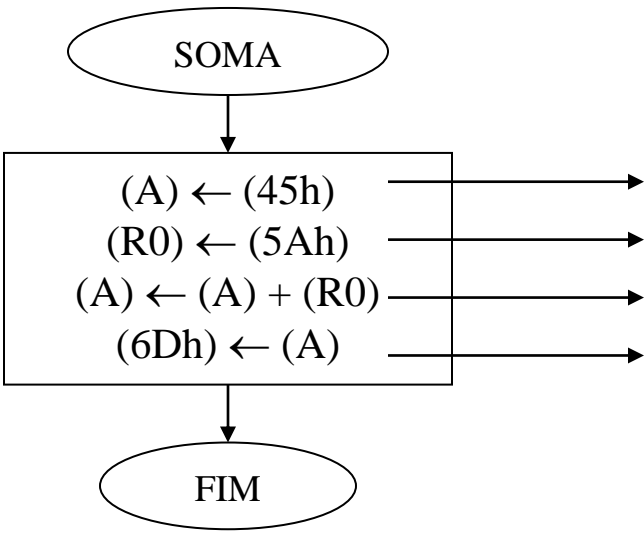 SOMA
(A) ← (45h)
(R0) ← (5Ah)
(A) ← (A) + (R0)
(6Dh) ← (A)
FIM